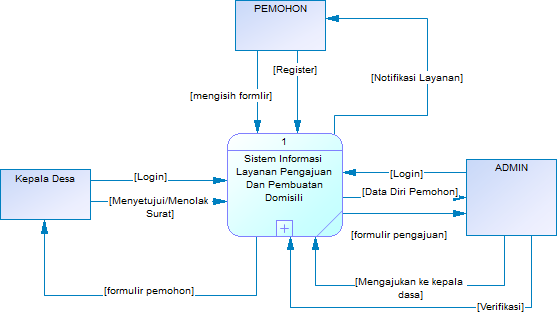 PEMOHON
[Register]
[Notifikasi Layanan]
[mengisih formlir]
1
Sistem Informasi
Layanan Pengajuan
Dan Pembuatan
Domisili
Kepala Desa
[Login]
[Menyetujui/Menolak
Surat]
ADMIN
[Login]
[Data Diri Pemohon]
[formulir pengajuan]
[formulir pemohon]
[Mengajukan ke kepala
dasa]
[Verifikasi]